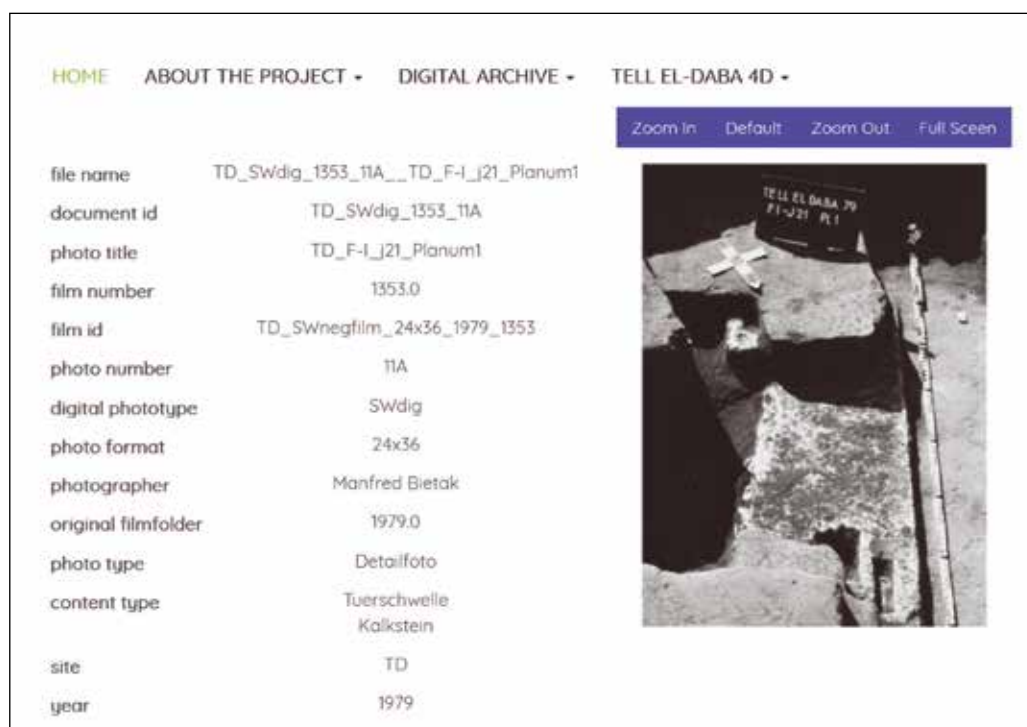 HOME ABOUT THE PROJECT DIGITAL ARCHIVE TELL EL-DABA 4D
Zoom In Default Zoom Out Full Sceen
file name TD_SWdig_1353_11A__TD_F-I_j21_Planum1
document id TD_SWdig_1353_11A
photo title TD_F-I_j21_Planum1
film number 1353.0
film id TD_SWnegfilm_24x36_1979_1353
photo number 11A
digital phototype SWdig
photo format 24x36
photographer Manfred Bietak
original filmfolder 1979.0
photo type Detailfoto
content type Tuerschwelle
Kalkstein
site TD
year 1979
TELL EL DABA 79
F I-J21 PL 1